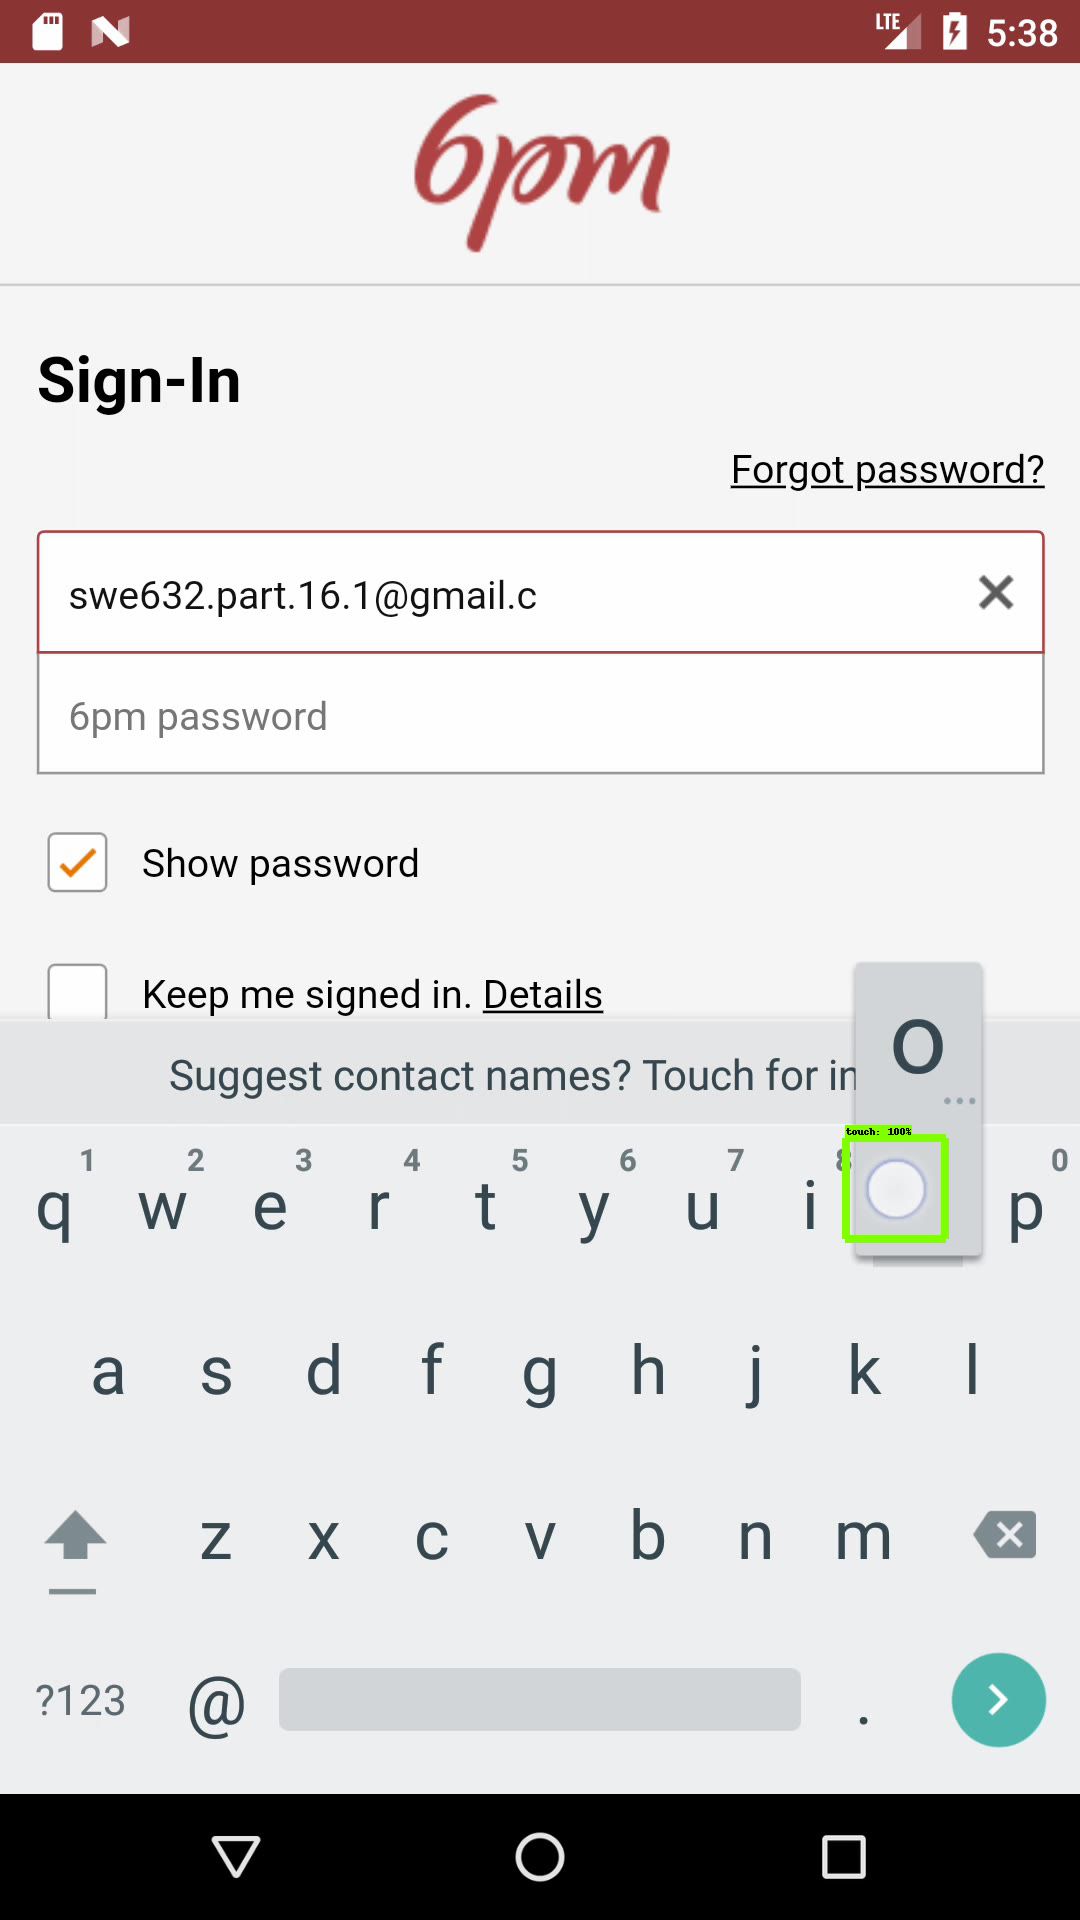 LTE 5:38
6pm
Sign-In
Forgot password?
swe632.part.16.1@gmail.c
6pm password
Show password
Keep me signed in. Details
o
Suggest contact names? Touch for in
touch: 100%
1 2 3 4 5 6 7 8 0
q w e r t y u i p
a s d f g h j k l
z x c v b n m
?123 @ .